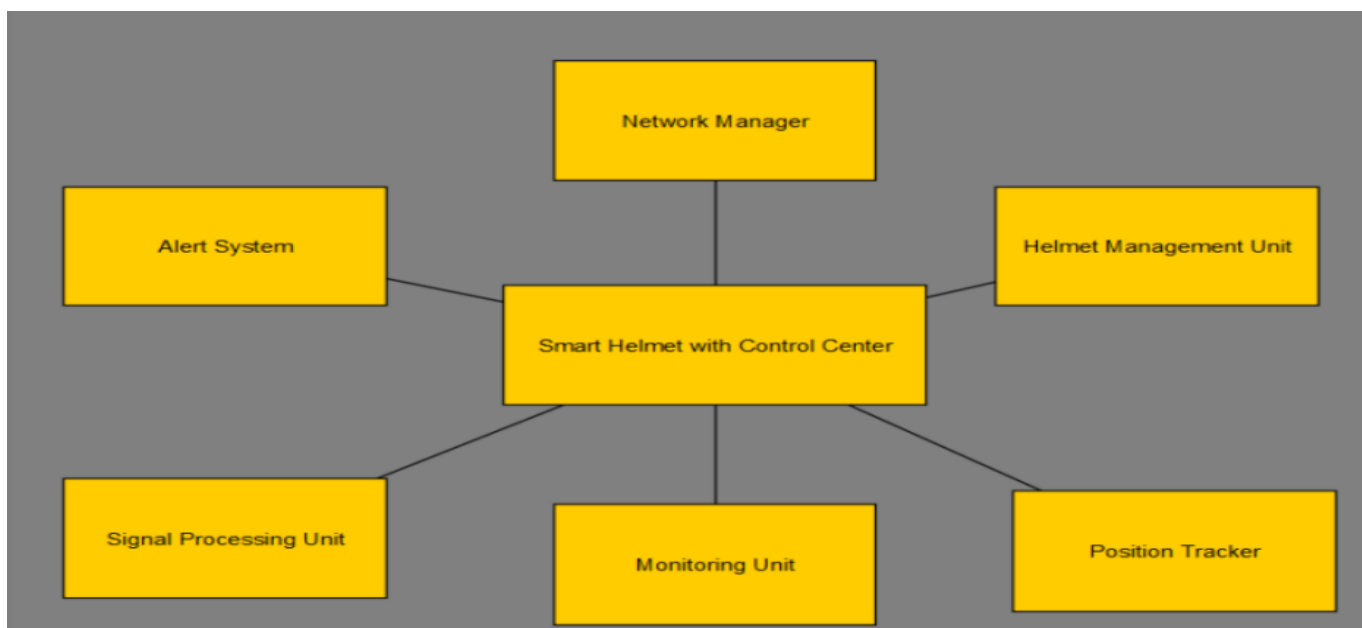 Network Manager
Alert System
Helmet Management Unit
Smart Helmet with Control Center
Signal Processing Unit
Monitoring Unit
Position Tracker